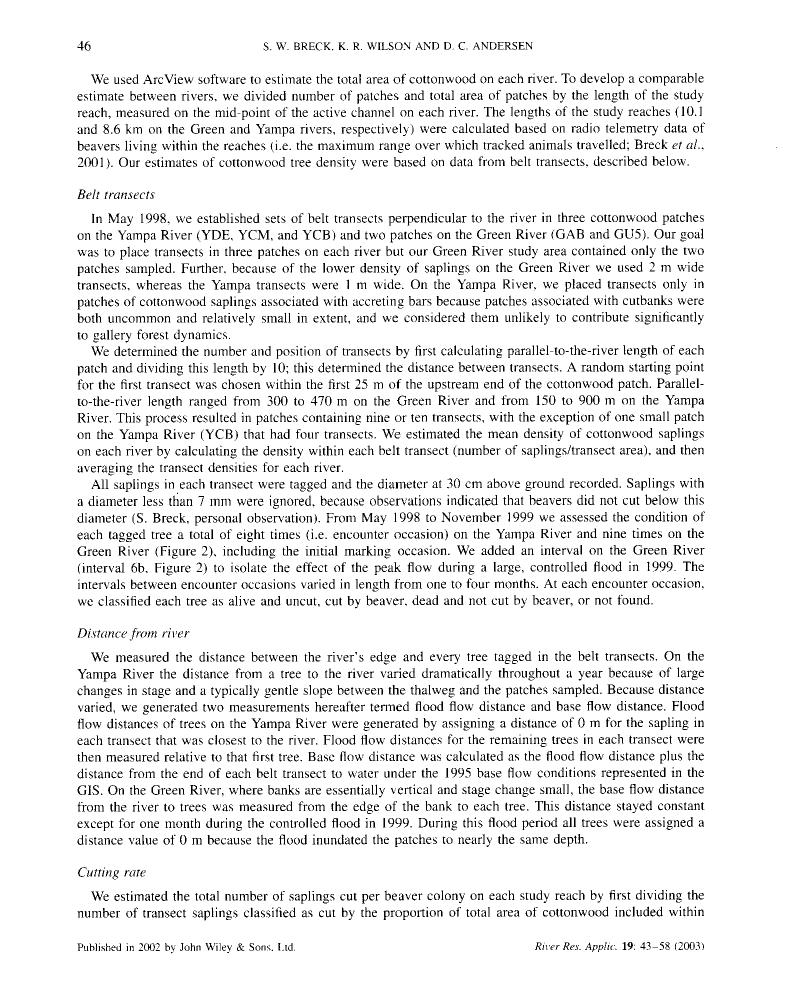 46
S. W. BRECK, K. R. WILSON AND D. C. ANDERSEN
We used ArcView software to estimate the total area of cottonwood on each river. To develop a comparable
estimate between rivers, we divided number of patches and total area of patches by the length of the study
reach, measured on the mid-point of the active channel on each river. The lengths of the study reaches (10.1
and 8.6 km on the Green and Yampa rivers, respectively) were calculated based on radio telemetry data of
beavers living within the reaches (i.e. the maximum range over which tracked animals travelled; Breck et al.,
2001). Our estimates of cottonwood tree density were based on data from belt transects, described below.
Belt transects
In May 1998, we established sets of belt transects perpendicular to the river in three cottonwood patches
on the Yampa River (YDE, YCM, and YCB) and two patches on the Green River (GAB and GU5). Our goal
was to place transects in three patches on each river but our Green River study area contained only the two
patches sampled. Further, because of the lower density of saplings on the Green River we used 2 m wide
transects, whereas the Yampa transects were 1 m wide. On the Yampa River, we placed transects only in
patches of cottonwood saplings associated with accreting bars because patches associated with cutbanks were
both uncommon and relatively small in extent, and we considered them unlikely to contribute significantly
to gallery forest dynamics.
We determined the number and position of transects by first calculating parallel-to-the-river length of each
patch and dividing this length by 10; this determined the distance between transects. A random starting point
for the first transect was chosen within the first 25 m of the upstream end of the cottonwood patch. Parallel-
to-the-river length ranged from 300 to 470 m on the Green River and from 150 to 900 m on the Yampa
River. This process resulted in patches containing nine or ten transects, with the exception of one small patch
on the Yampa River (YCB) that had four transects. We estimated the mean density of cottonwood saplings
on each river by calculating the density within each belt transect (number of saplings/transect area), and then
averaging the transect densities for each river.
All saplings in each transect were tagged and the diameter at 30 cm above ground recorded. Saplings with
a diameter less than 7 mm were ignored, because observations indicated that beavers did not cut below this
diameter (S. Breck, personal observation). From May 1998 to November 1999 we assessed the condition of
each tagged tree a total of eight times (i.e. encounter occasion) on the Yampa River and nine times on the
Green River (Figure 2), including the initial marking occasion. We added an interval on the Green River
(interval 6b, Figure 2) to isolate the effect of the peak flow during a large, controlled flood in 1999. The
intervals between encounter occasions varied in length from one to four months. At each encounter occasion,
we classified each tree as alive and uncut, cut by beaver, dead and not cut by beaver, or not found.
Distance from river
We measured the distance between the river's edge and every tree tagged in the belt transects. On the
Yampa River the distance from a tree to the river varied dramatically throughout a year because of large
changes in stage and a typically gentle slope between the thalweg and the patches sampled. Because distance
varied, we generated two measurements hereafter termed flood flow distance and base flow distance. Flood
flow distances of trees on the Yampa River were generated by assigning a distance of 0 m for the sapling in
each transect that was closest to the river. Flood flow distances for the remaining trees in each transect were
then measured relative to that first tree. Base flow distance was calculated as the flood flow distance plus the
distance from the end of each belt transect to water under the 1995 base flow conditions represented in the
GIS. On the Green River, where banks are essentially vertical and stage change small, the base flow distance
from the river to trees was measured from the edge of the bank to each tree. This distance stayed constant
except for one month during the controlled flood in 1999. During this flood period all trees were assigned a
distance value of 0 m because the flood inundated the patches to nearly the same depth.
Cutting rate
We estimated the total number of saplings cut per beaver colony on each study reach by first dividing the
number of transect saplings classified as cut by the proportion of total area of cottonwood included within
Published in 2002 by John Wiley & Sons, Ltd.
River Res. Applic. 19: 43–58 (2003)